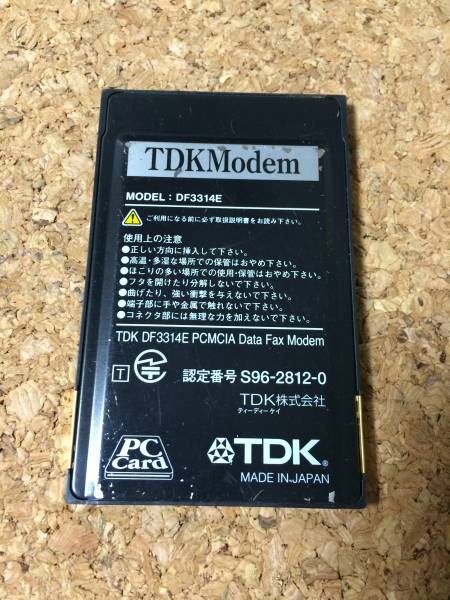 TDKModem
MODEL : DF3314E
ご利用になる前に必ず取扱説明書をお読み下さい。
使用上の注意
●正しい方向に挿入して下さい。
●高温・多湿な場所での保管はおやめ下さい。
●ほこりの多い場所での使用・保管はおやめ下さい。
●フタを開けたり分解しないで下さい。
●曲げたり、強い衝撃を与えないで下さい。
●端子部に手や金属で触れないで下さい。
●コネクタ部には無理な力を加えないで下さい。
TDK DF3314E PCMCIA Data Fax Modem
T 認定番号 S96-2812-0
TDK株式会社
ティーディーケイ
PC Card
TDK®
MADE IN JAPAN